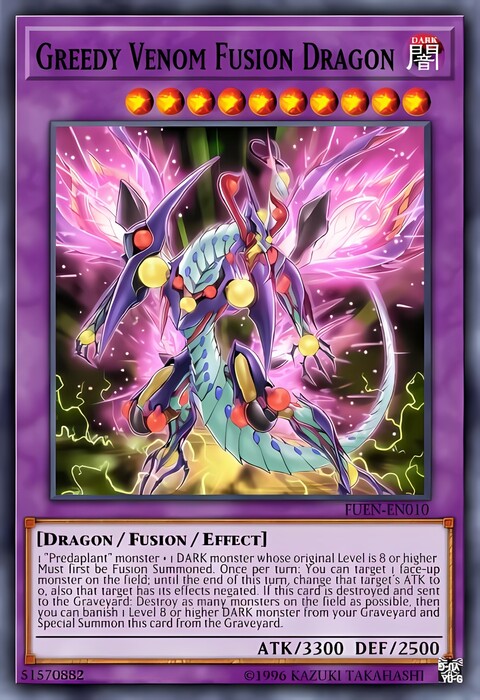 GREEDY VENOM FUSION DRAGON
DARK
闇
FUEN-EN010
[DRAGON / FUSION / EFFECT]
1 "Predaplant" monster + 1 DARK monster whose original Level is 8 or higher
Must first be Fusion Summoned. Once per turn: You can target 1 face-up
monster on the field; until the end of this turn, change that target's ATK to
0, also that target has its effects negated. If this card is destroyed and sent
to the Graveyard: Destroy as many monsters on the field as possible, then
you can banish 1 Level 8 or higher DARK monster from your Graveyard and
Special Summon this card from the Graveyard.
ATK/3300 DEF/2500
51570882
©1996 KAZUKI TAKAHASHI